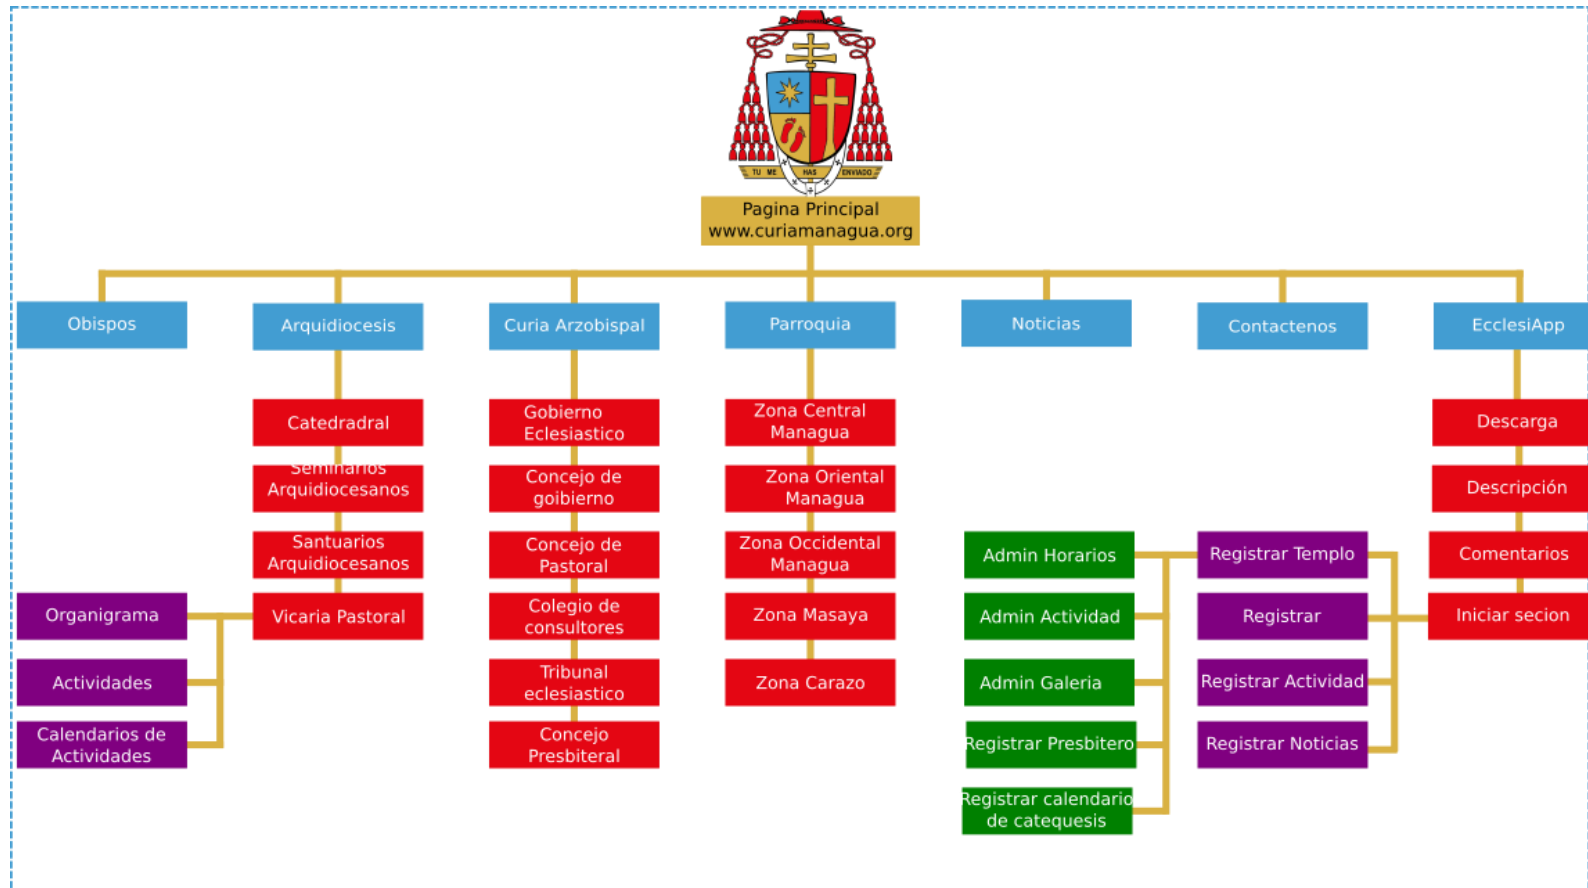 TU ME HAS ENVIADO
Pagina Principal
www.curiamanagua.org
Obispos
Arquidiocesis
Curia Arzobispal
Parroquia
Noticias
Contactenos
EcclesiApp
Catedradral
Seminarios
Arquidiocesanos
Santuarios
Arquidiocesanos
Vicaria Pastoral
Organigrama
Actividades
Calendarios de
Actividades
Gobierno
Eclesiastico
Concejo de
goibierno
Concejo de
Pastoral
Colegio de
consultores
Tribunal
eclesiastico
Concejo
Presbiteral
Zona Central
Managua
Zona Oriental
Managua
Zona Occidental
Managua
Zona Masaya
Zona Carazo
Descarga
Descripción
Comentarios
Iniciar secion
Registrar Templo
Registrar
Registrar Actividad
Registrar Noticias
Admin Horarios
Admin Actividad
Admin Galeria
Registrar Presbitero
Registrar calendario
de catequesis